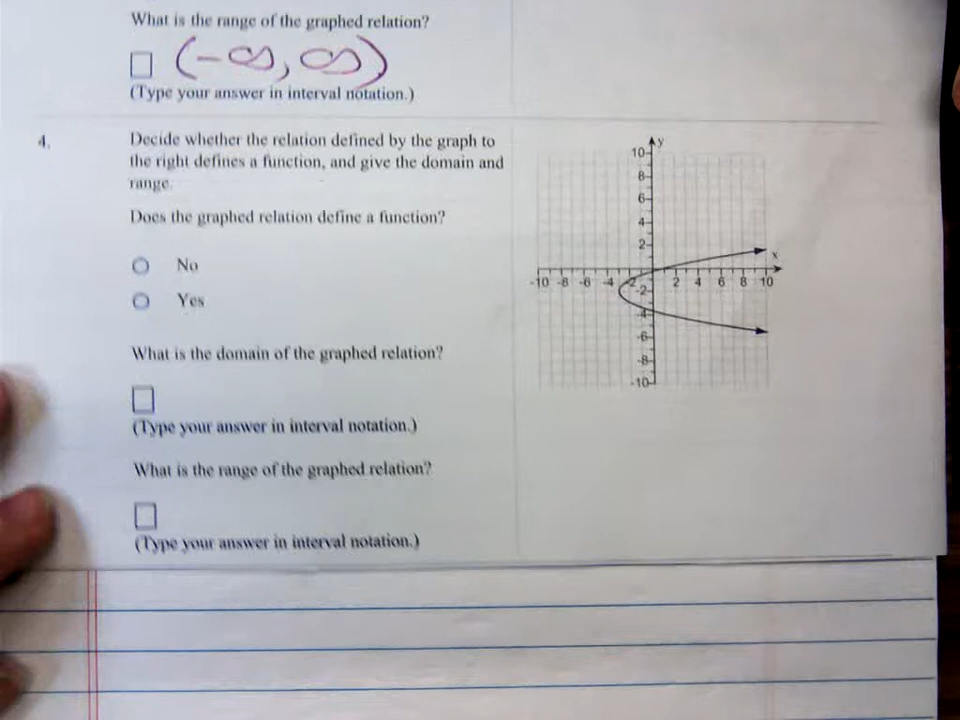 What is the range of the graphed relation?
(-∞, ∞)
(Type your answer in interval notation.)
4.
Decide whether the relation defined by the graph to
the right defines a function, and give the domain and
range.
Does the graphed relation define a function?
No
Yes
What is the domain of the graphed relation?
(Type your answer in interval notation.)
What is the range of the graphed relation?
(Type your answer in interval notation.)
y
10
8
6
4
2
x
-10 -8 -6 -4 -2 2 4 6 8 10
-2
-4
-6
-8
-10